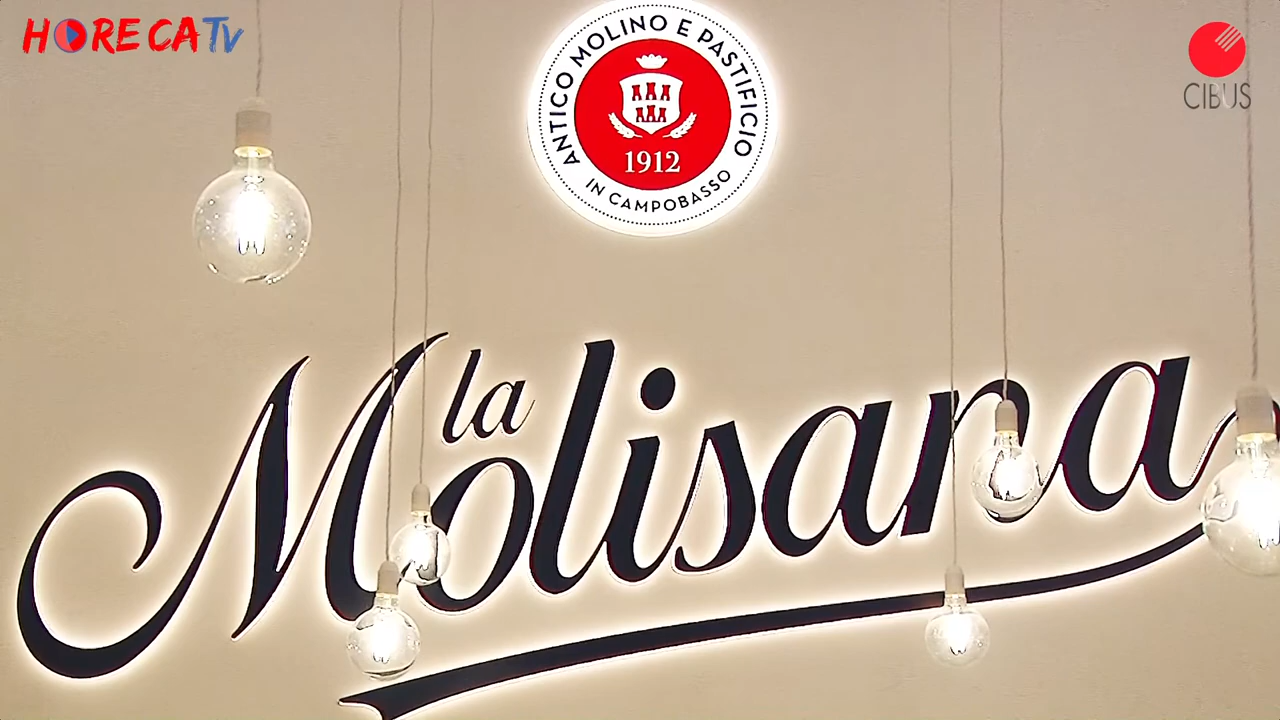 HORECATV
ANTICO MOLINO E PASTIFICIO
1912
IN CAMPOBASSO
CIBUS
la
Molisana